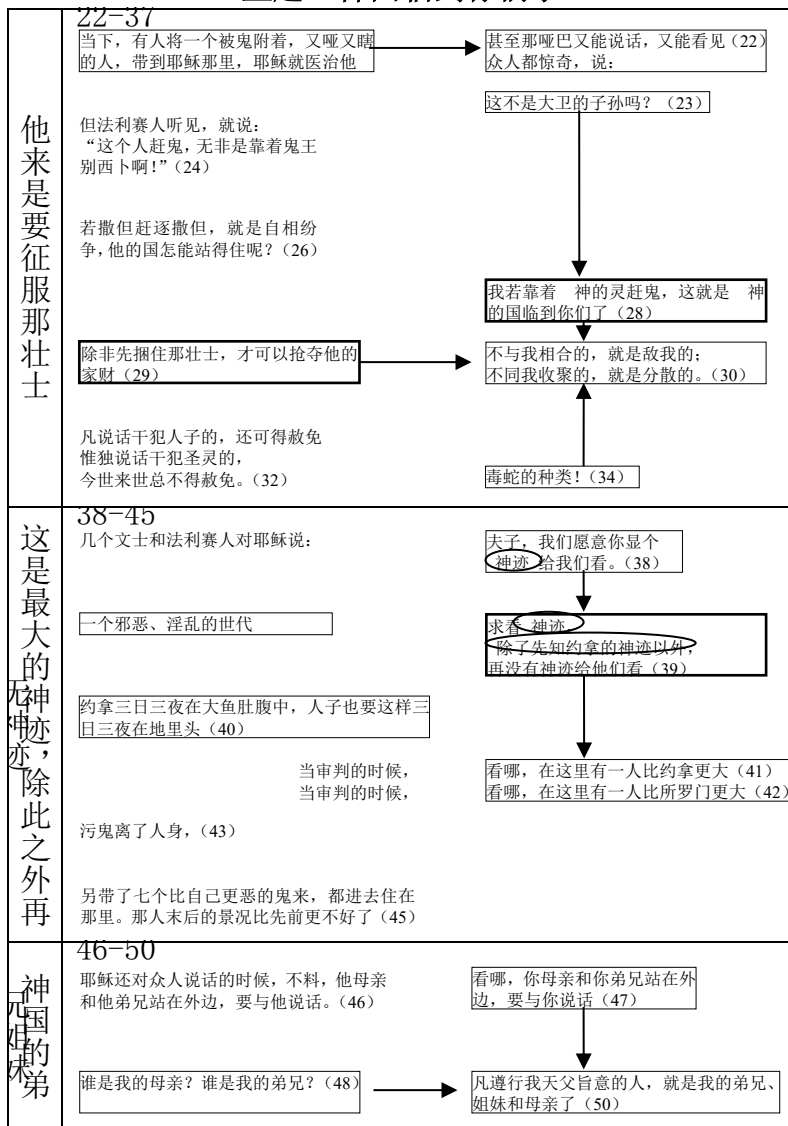 他来是要征服那壮士
22-37
当下，有人将一个被鬼附着，又哑又瞎
的人，带到耶稣那里，耶稣就医治他
甚至那哑巴又能说话，又能看见（22）
众人都惊奇，说：
这不是大卫的子孙吗？（23）
但法利赛人听见，就说：
“这个人赶鬼，无非是靠着鬼王
别西卜啊！”（24）
若撒但赶逐撒但，就是自相纷
争，他的国怎能站得住呢？（26）
我若靠着　神的灵赶鬼，这就是　神
的国临到你们了（28）
除非先捆住那壮士，才可以抢夺他的
家财（29）
不与我相合的，就是敌我的；
不同我收聚的，就是分散的。（30）
凡说话干犯人子的，还可得赦免
惟独说话干犯圣灵的，
今世来世总不得赦免。（32）
毒蛇的种类！（34）
这是最大的神迹，除此之外再
无神迹
38-45
几个文士和法利赛人对耶稣说：
夫子，我们愿意你显个
神迹 给我们看。（38）
一个邪恶、淫乱的世代
求看 神迹，
除了先知约拿的神迹以外，
再没有神迹给他们看（39）
约拿三日三夜在大鱼肚腹中，人子也要这样三
日三夜在地里头（40）
当审判的时候，
当审判的时候，
看哪，在这里有一人比约拿更大（41）
看哪，在这里有一人比所罗门更大（42）
污鬼离了人身，（43）
另带了七个比自己更恶的鬼来，都进去住在
那里。那人末后的景况比先前更不好了（45）
神国的弟
兄姐妹
46-50
耶稣还对众人说话的时候，不料，他母亲
和他弟兄站在外边，要与他说话。（46）
看哪，你母亲和你弟兄站在外
边，要与你说话（47）
谁是我的母亲？谁是我的弟兄？（48）
凡遵行我天父旨意的人，就是我的弟兄、
姐妹和母亲了（50）